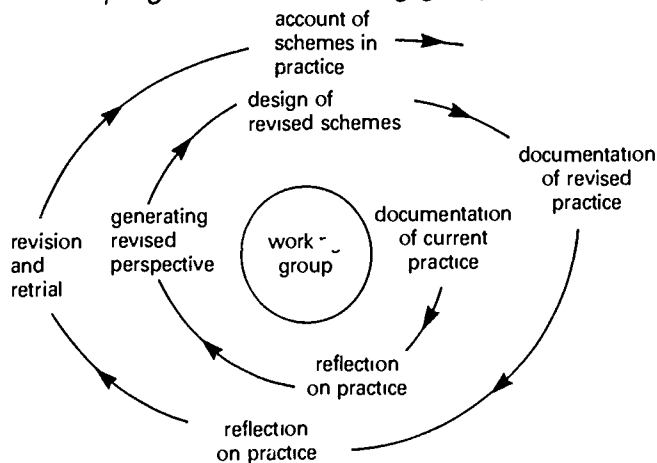 account of
schemes in
practice
design of
revised schemes
documentation
of revised
practice
generating
revised
perspective
documentation
of current
practice
revision
and
retrial
work
group
reflection
on practice
reflection
on practice